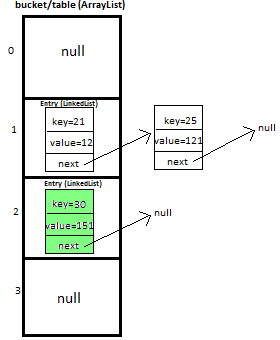 bucket/table (ArrayList)
0
null
Entry (LinkedList)
1
key=21
value=12
next
key=25
value=121
next
null
Entry (LinkedList)
2
key=30
value=151
next
null
3
null